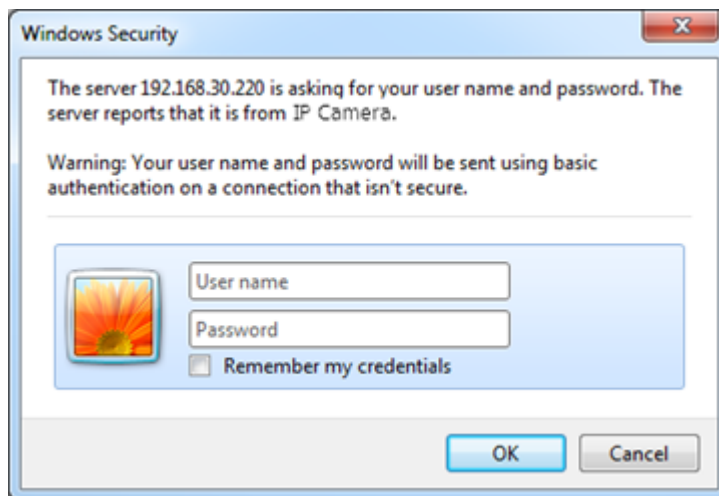 Windows Security
The server 192.168.30.220 is asking for your user name and password. The
server reports that it is from IP Camera.
Warning: Your user name and password will be sent using basic
authentication on a connection that isn't secure.
User name
Password
Remember my credentials
OK Cancel